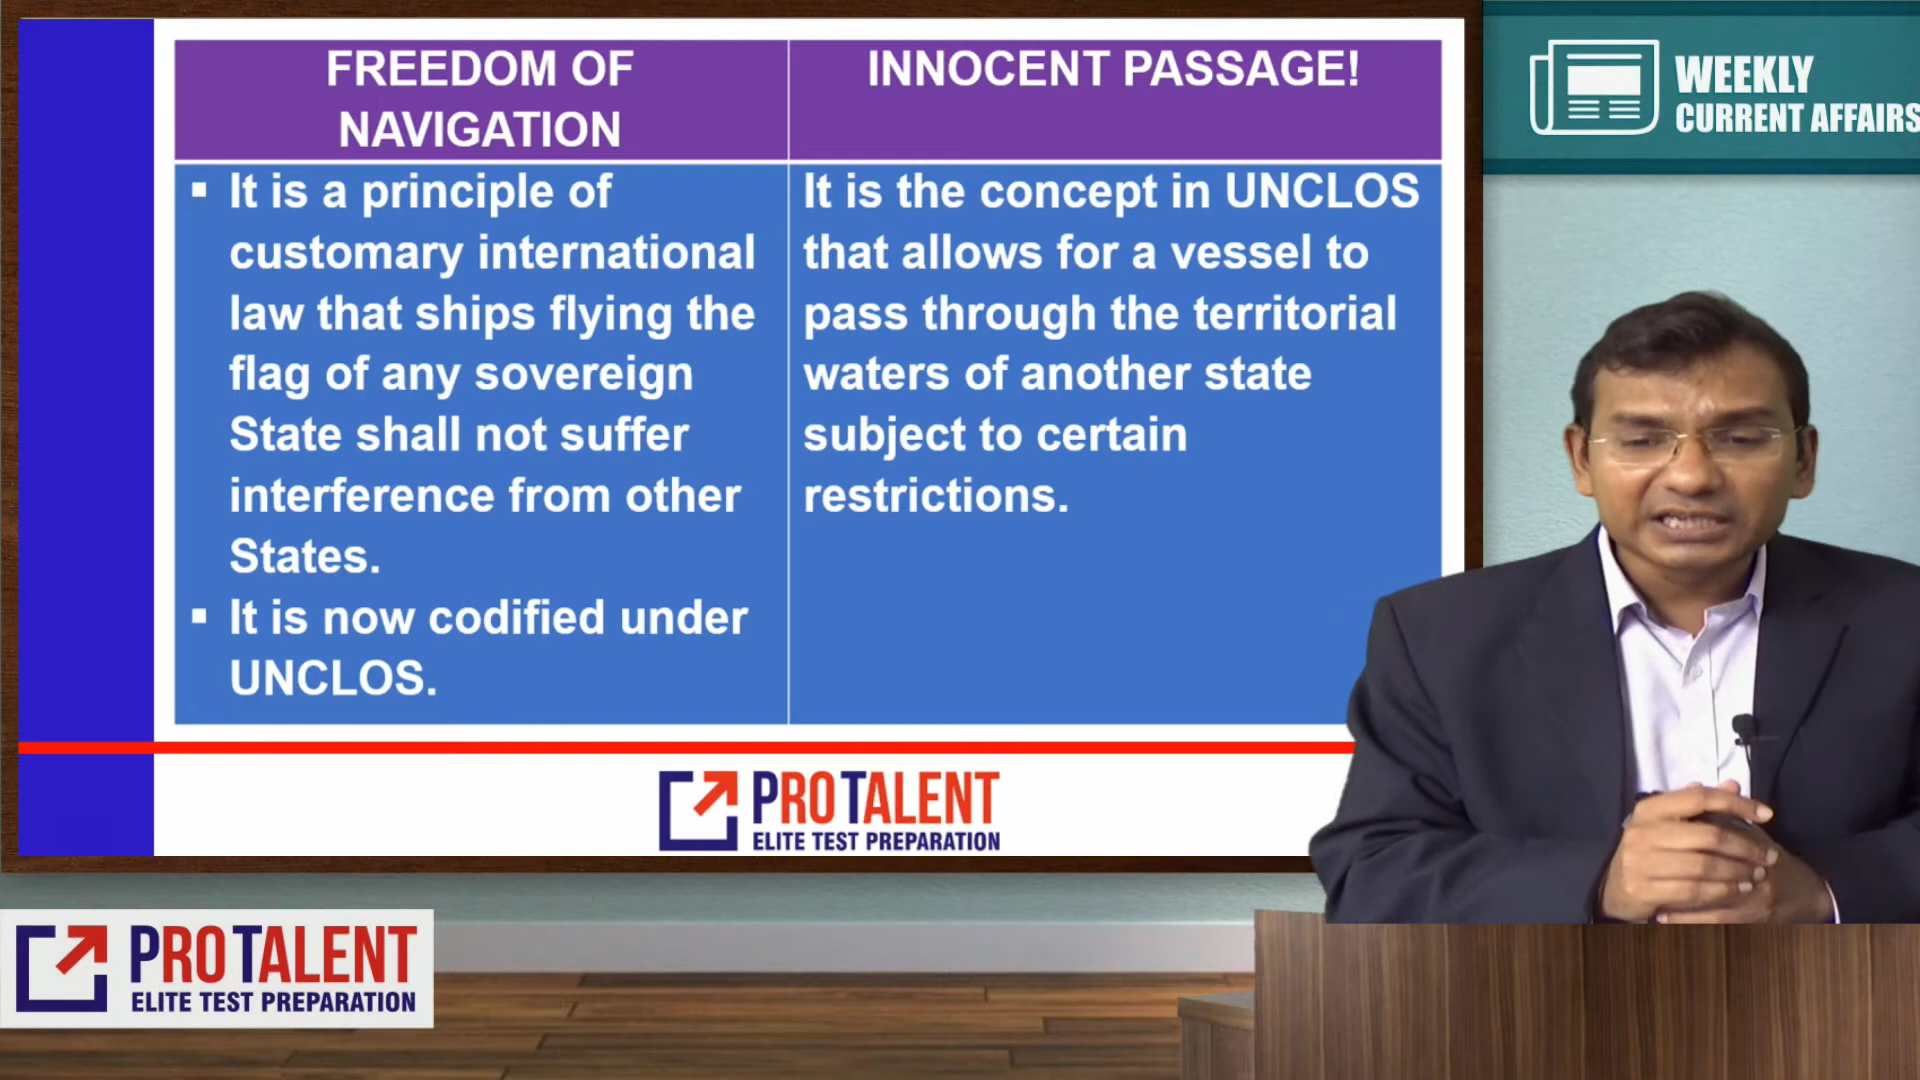 FREEDOM OF
NAVIGATION
INNOCENT PASSAGE!
▪ It is a principle of
customary international
law that ships flying the
flag of any sovereign
State shall not suffer
interference from other
States.
▪ It is now codified under
UNCLOS.
It is the concept in UNCLOS
that allows for a vessel to
pass through the territorial
waters of another state
subject to certain
restrictions.
WEEKLY
CURRENT AFFAIRS
PROTALENT
ELITE TEST PREPARATION
PROTALENT
ELITE TEST PREPARATION